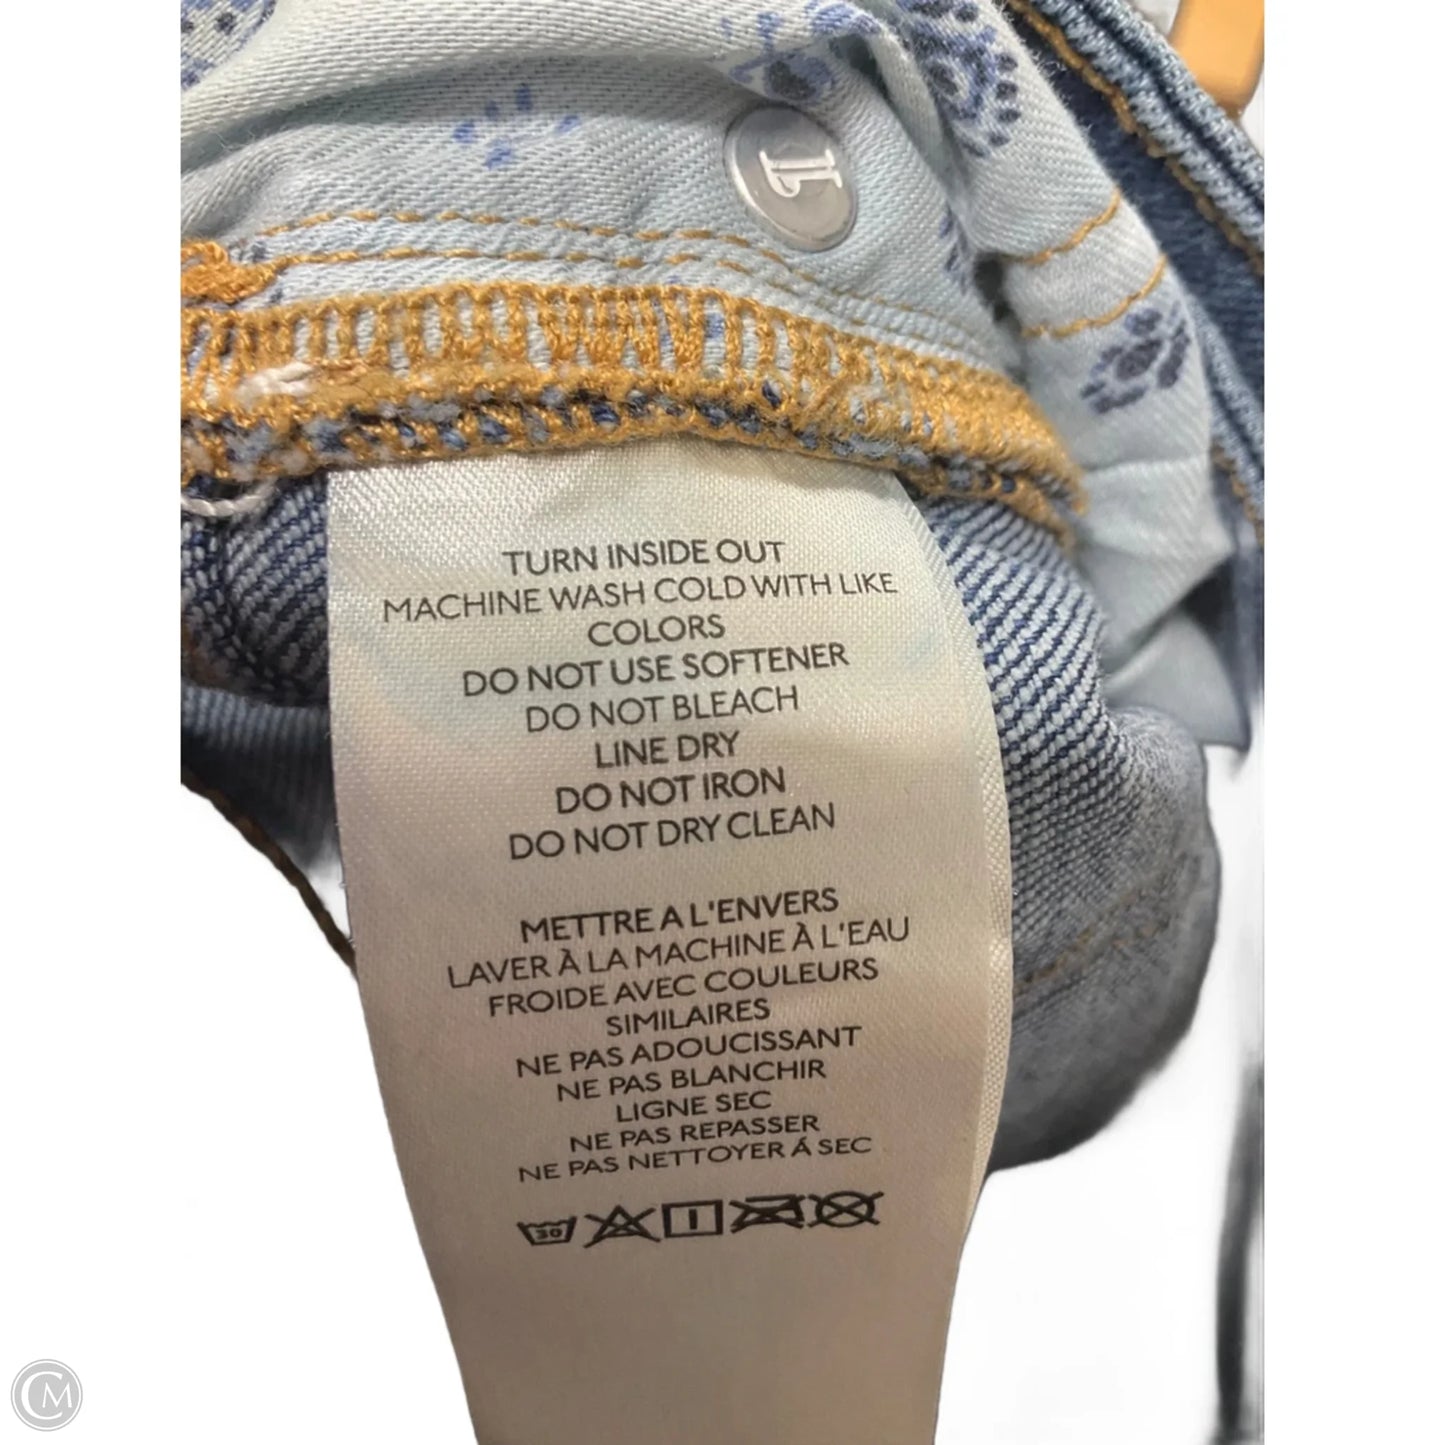 TURN INSIDE OUT
MACHINE WASH COLD WITH LIKE
COLORS
DO NOT USE SOFTENER
DO NOT BLEACH
LINE DRY
DO NOT IRON
DO NOT DRY CLEAN
METTRE A L'ENVERS
LAVER À LA MACHINE À L'EAU
FROIDE AVEC COULEURS
SIMILAIRES
NE PAS ADOUCISSANT
NE PAS BLANCHIR
LIGNE SEC
NE PAS REPASSER
NE PAS NETTOYER Á SEC
30
CM